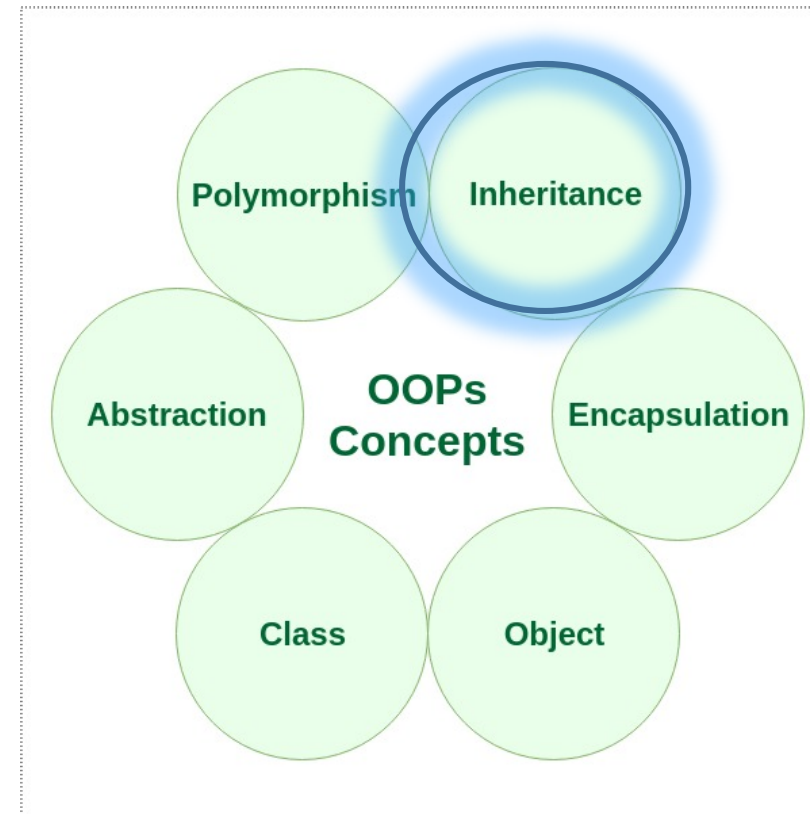 Polymorphism
Inheritance
Abstraction
OOPs
Concepts
Encapsulation
Class
Object